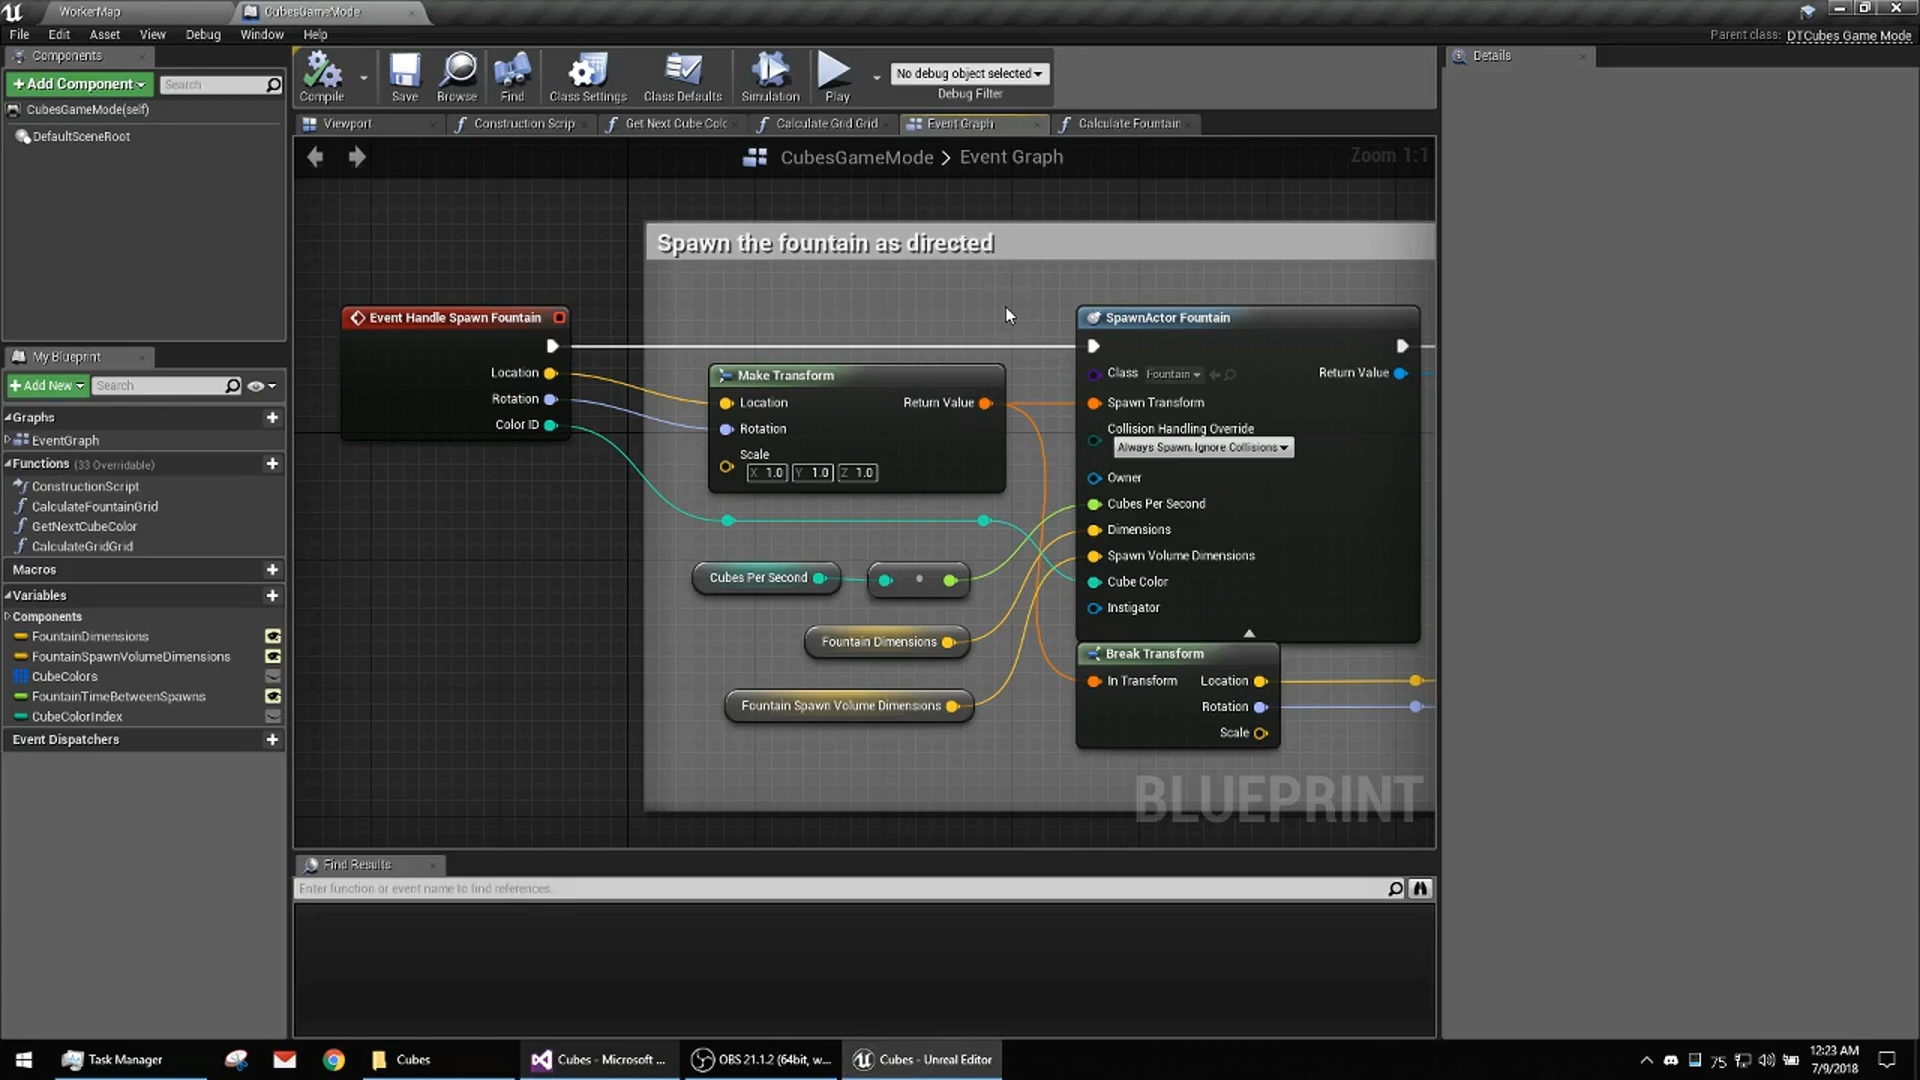 WorkerMap
CubesGameMode
File Edit Asset View Debug Window Help
Parent class: DTCubes Game Mode
Components
+Add Component
Search
CubesGameMode(self)
DefaultSceneRoot
Compile
Save
Browse
Find
Class Settings
Class Defaults
Simulation
Play
No debug object selected
Debug Filter
Details
Viewport
Construction Scrip
Get Next Cube Colc
Calculate Grid Grid
Event Graph
Calculate Fountain
CubesGameMode > Event Graph
Zoom 1:1
Spawn the fountain as directed
Event Handle Spawn Fountain
Location
Rotation
Color ID
Make Transform
Location
Return Value
Rotation
Scale
X 1.0 Y 1.0 Z 1.0
Cubes Per Second
Fountain Dimensions
Fountain Spawn Volume Dimensions
SpawnActor Fountain
Class Fountain
Return Value
Spawn Transform
Collision Handling Override
Always Spawn, Ignore Collisions
Owner
Cubes Per Second
Dimensions
Spawn Volume Dimensions
Cube Color
Instigator
Break Transform
In Transform
Location
Rotation
Scale
BLUEPRINT
My Blueprint
+Add New
Search
Graphs
EventGraph
Functions (33 Overridable)
ConstructionScript
CalculateFountainGrid
GetNextCubeColor
CalculateGridGrid
Macros
Variables
Components
FountainDimensions
FountainSpawnVolumeDimensions
CubeColors
FountainTimeBetweenSpawns
CubeColorIndex
Event Dispatchers
Find Results
Enter function or event name to find references...
Task Manager
Cubes
Cubes - Microsoft ...
OBS 21.1.2 (64bit, w...
Cubes - Unreal Editor
75
12:23 AM
7/9/2018